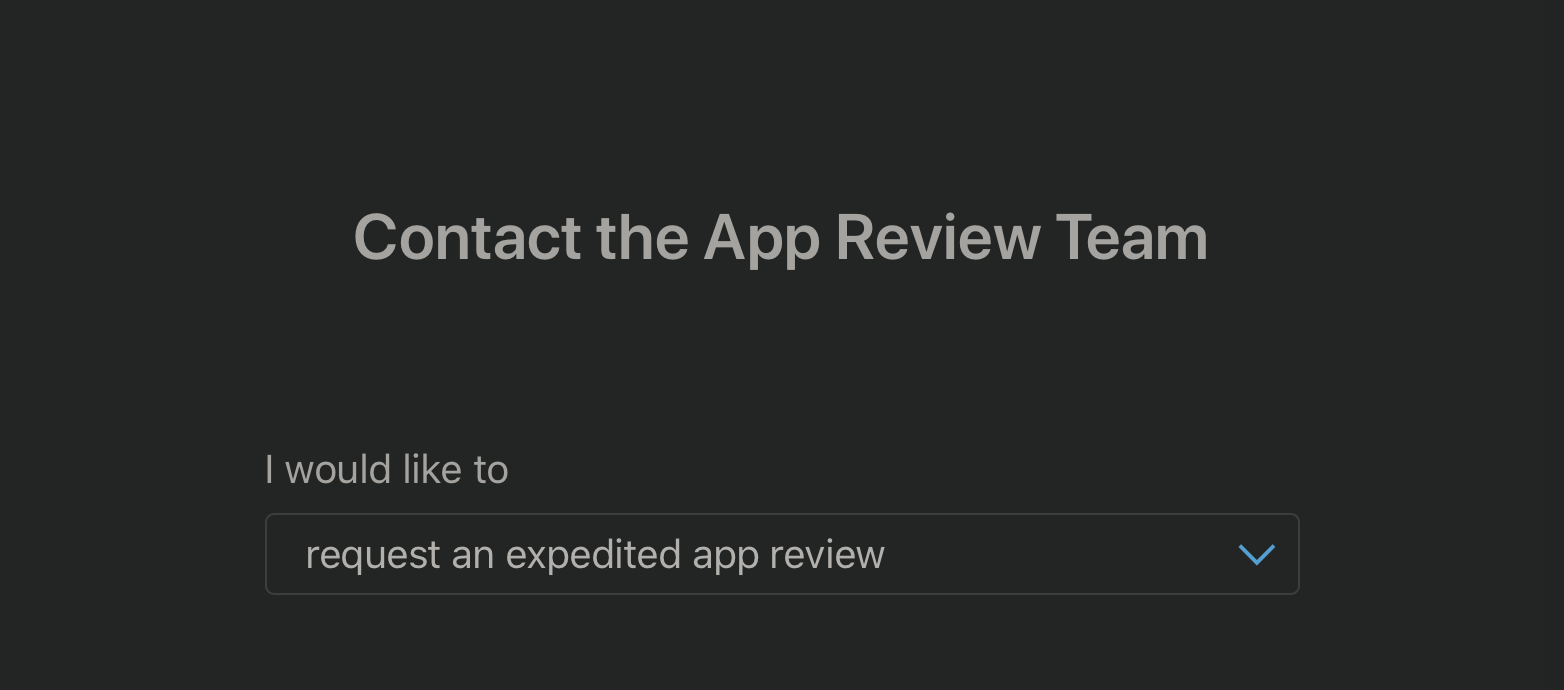 Contact the App Review Team
I would like to
request an expedited app review